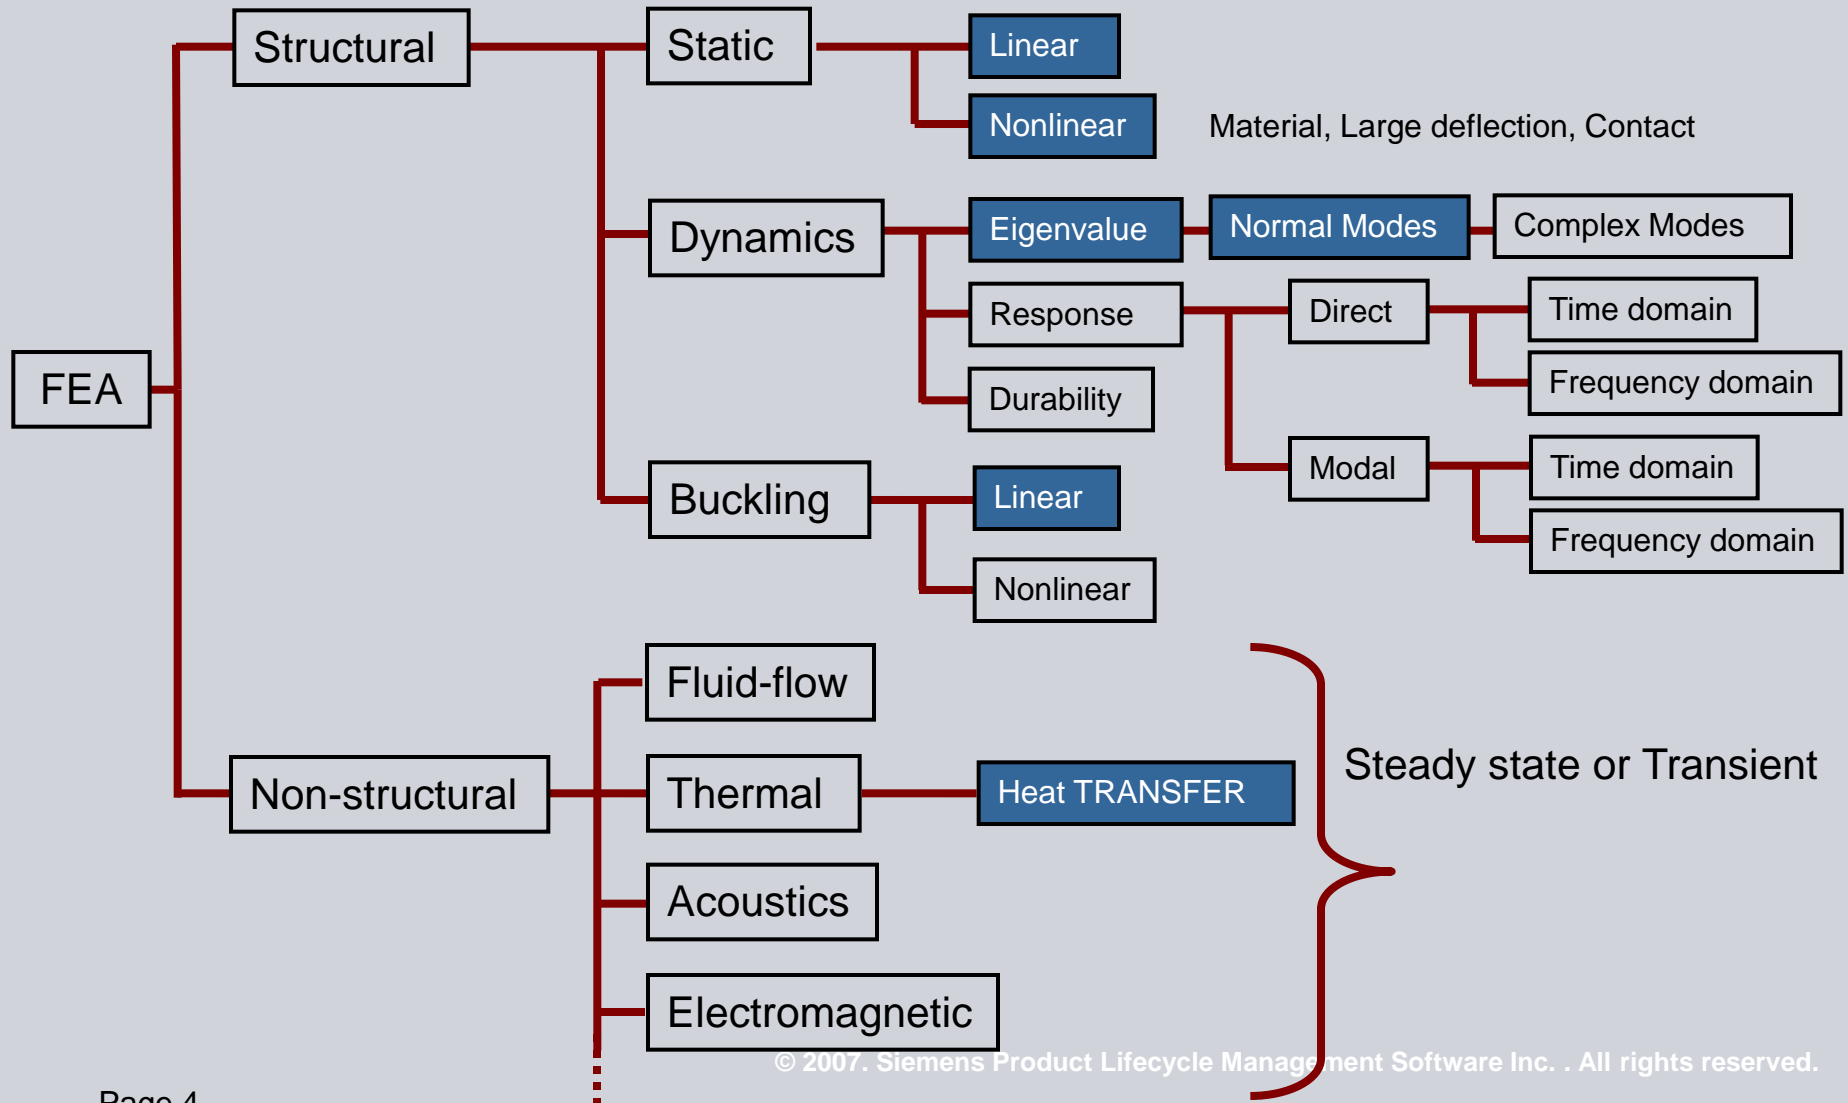 Structural
Static
Linear
Nonlinear
Material, Large deflection, Contact
Dynamics
Eigenvalue
Normal Modes
Complex Modes
Response
Direct
Time domain
Frequency domain
Durability
Modal
Time domain
Frequency domain
FEA
Buckling
Linear
Nonlinear
Fluid-flow
Non-structural
Thermal
Heat TRANSFER
Steady state or Transient
Acoustics
Electromagnetic
© 2007. Siemens Product Lifecycle Management Software Inc. . All rights reserved.
Page 4